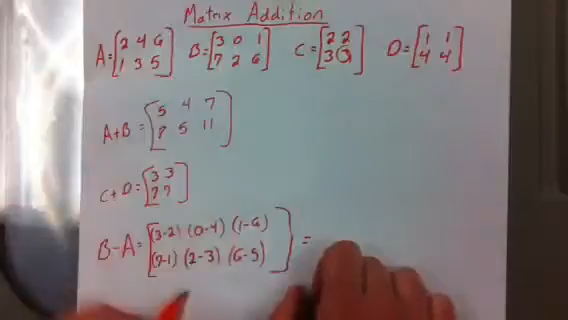 Matrix Addition
A=[2 4 6 B=[3 0 1] C=[2 2 D=[1 1
1 3 5] 7 2 6] 3 3] 4 4]
A+B=[5 4 7
8 5 11]
C+D=[3 3
7 7]
B-A=[(3-2) (0-4) (1-6)
(7-1) (2-3) (6-5)] =